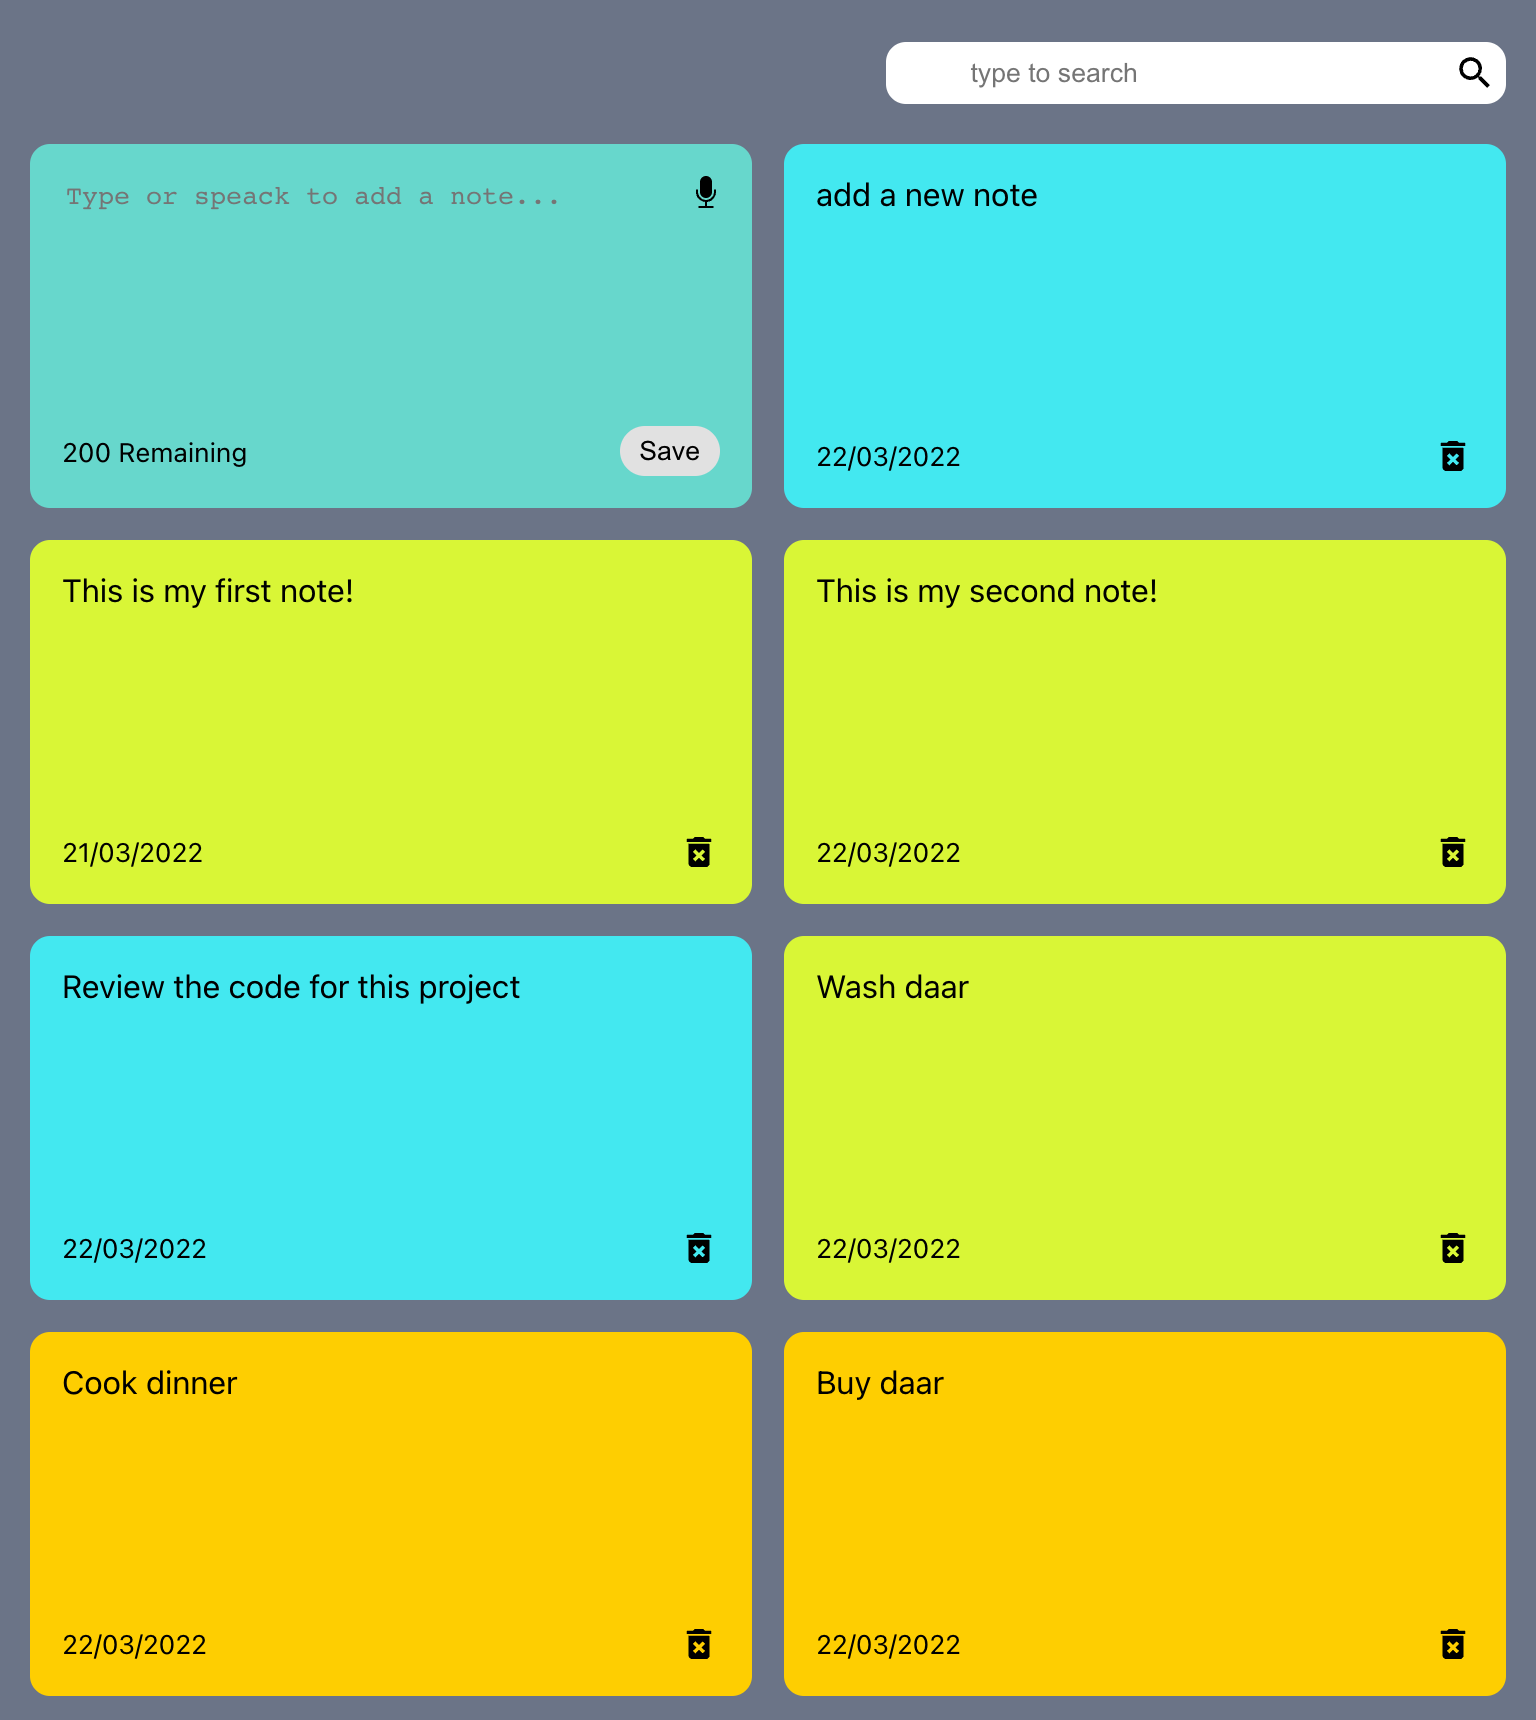 type to search
Type or speack to add a note...
200 Remaining
Save
add a new note
22/03/2022
This is my first note!
21/03/2022
This is my second note!
22/03/2022
Review the code for this project
22/03/2022
Wash daar
22/03/2022
Cook dinner
22/03/2022
Buy daar
22/03/2022